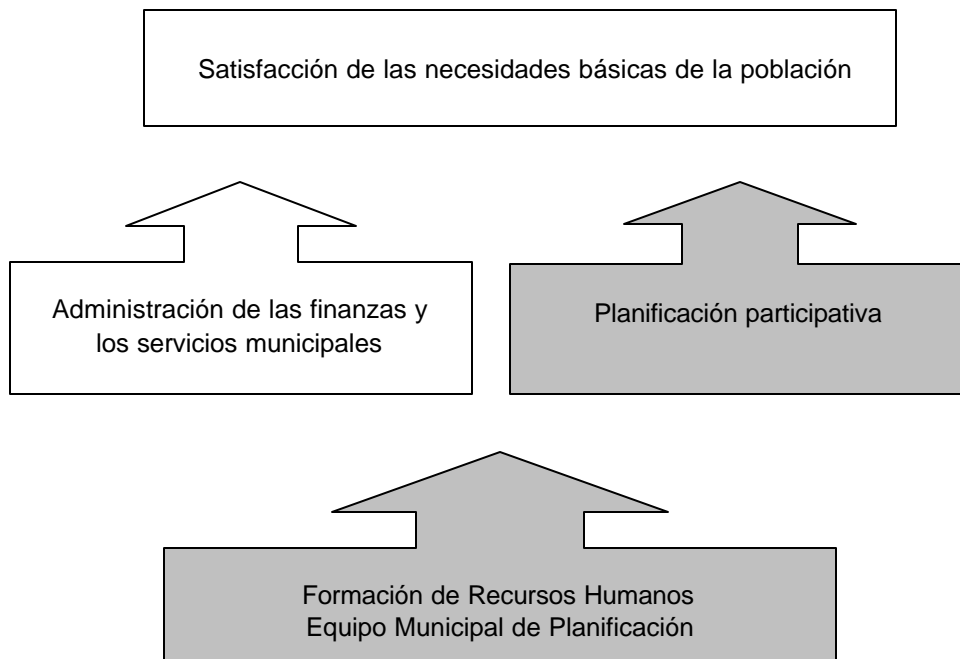 Satisfacción de las necesidades básicas de la población
Administración de las finanzas y
los servicios municipales
Planificación participativa
Formación de Recursos Humanos
Equipo Municipal de Planificación